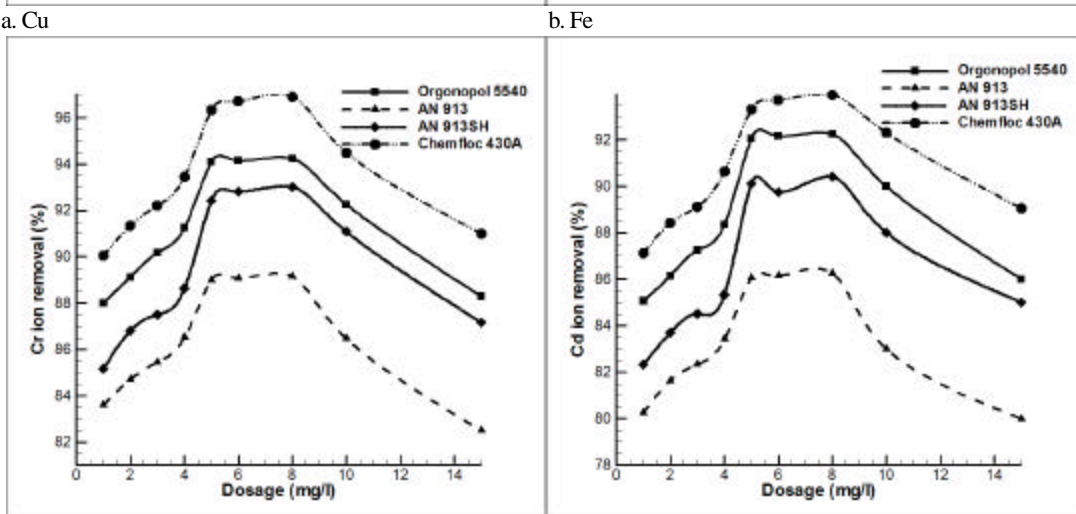 a. Cu
b. Fe
Orgonopol 5540
AN 913
AN 913SH
Chemfloc 430A
96
94
92
90
88
86
84
82
Cr ion removal (%)
0 2 4 6 8 10 12 14
Dosage (mg/l)
Orgonopol 5540
AN 913
AN 913SH
Chemfloc 430A
92
90
88
86
84
82
80
78
Cd ion removal (%)
0 2 4 6 8 10 12 14
Dosage (mg/l)